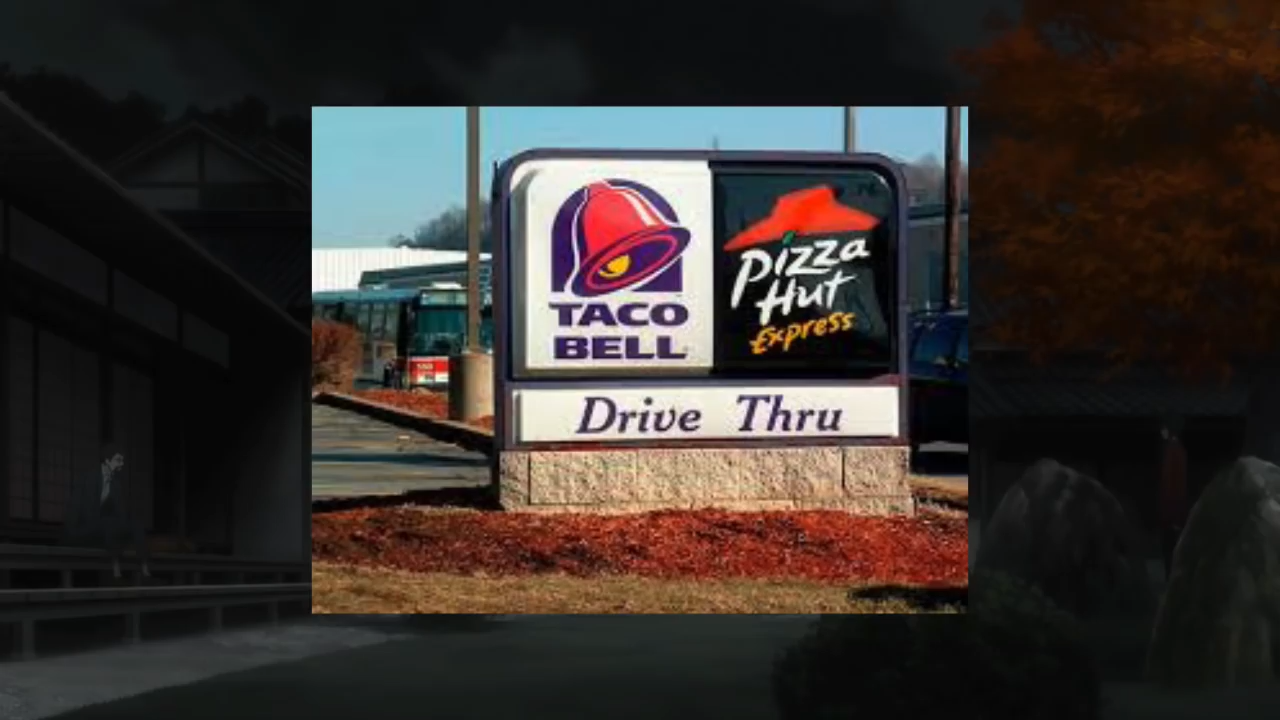 TACO
BELL
Pizza
Hut
Express
Drive Thru